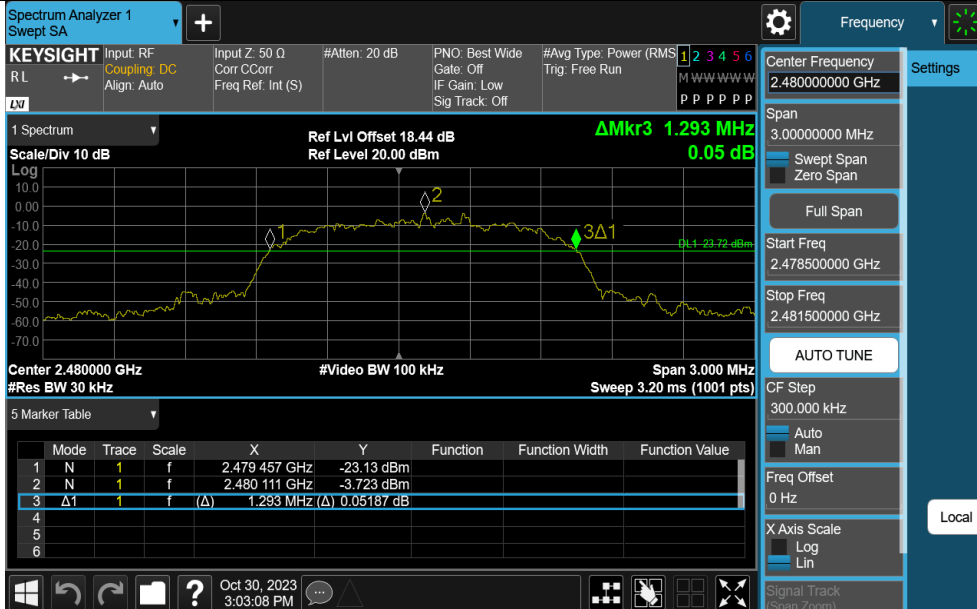 Spectrum Analyzer 1
Swept SA
+
Frequency
KEYSIGHT
RL
LXI
Input: RF
Coupling: DC
Align: Auto
Input Z: 50 Ω
Corr CCorr
Freq Ref: Int (S)
#Atten: 20 dB
PNO: Best Wide
Gate: Off
IF Gain: Low
Sig Track: Off
#Avg Type: Power (RMS
Trig: Free Run
1 2 3 4 5 6
M W W W W W
P P P P P P
1 Spectrum
Scale/Div 10 dB
Ref Lvl Offset 18.44 dB
Ref Level 20.00 dBm
ΔMkr3 1.293 MHz
0.05 dB
Log
10.0
0.00
-10.0
-20.0
-30.0
-40.0
-50.0
-60.0
-70.0
1
2
3Δ1
DL1 -23.72 dBm
Center 2.480000 GHz
#Res BW 30 kHz
#Video BW 100 kHz
Span 3.000 MHz
Sweep 3.20 ms (1001 pts)
5 Marker Table
Mode Trace Scale X Y Function Function Width Function Value
1 N 1 f 2.479 457 GHz -23.13 dBm
2 N 1 f 2.480 111 GHz -3.723 dBm
3 Δ1 1 f (Δ) 1.293 MHz (Δ) 0.05187 dB
4
5
6
?
Oct 30, 2023
3:03:08 PM
Center Frequency
2.480000000 GHz
Span
3.00000000 MHz
Swept Span
Zero Span
Full Span
Start Freq
2.478500000 GHz
Stop Freq
2.481500000 GHz
AUTO TUNE
CF Step
300.000 kHz
Auto
Man
Freq Offset
0 Hz
X Axis Scale
Log
Lin
Signal Track
(Span Zoom)
Settings
Local